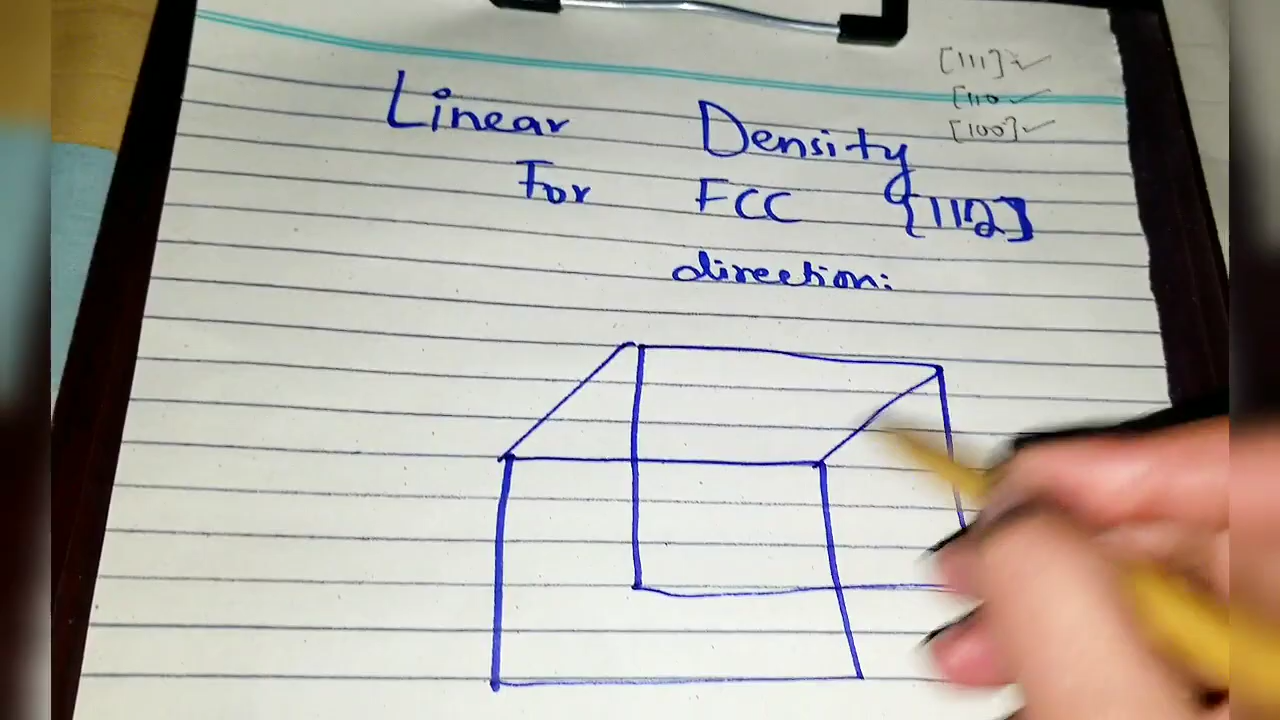 [111] ✓
[110 ✓
[100] ✓
Linear Density
For FCC [112]
direction: